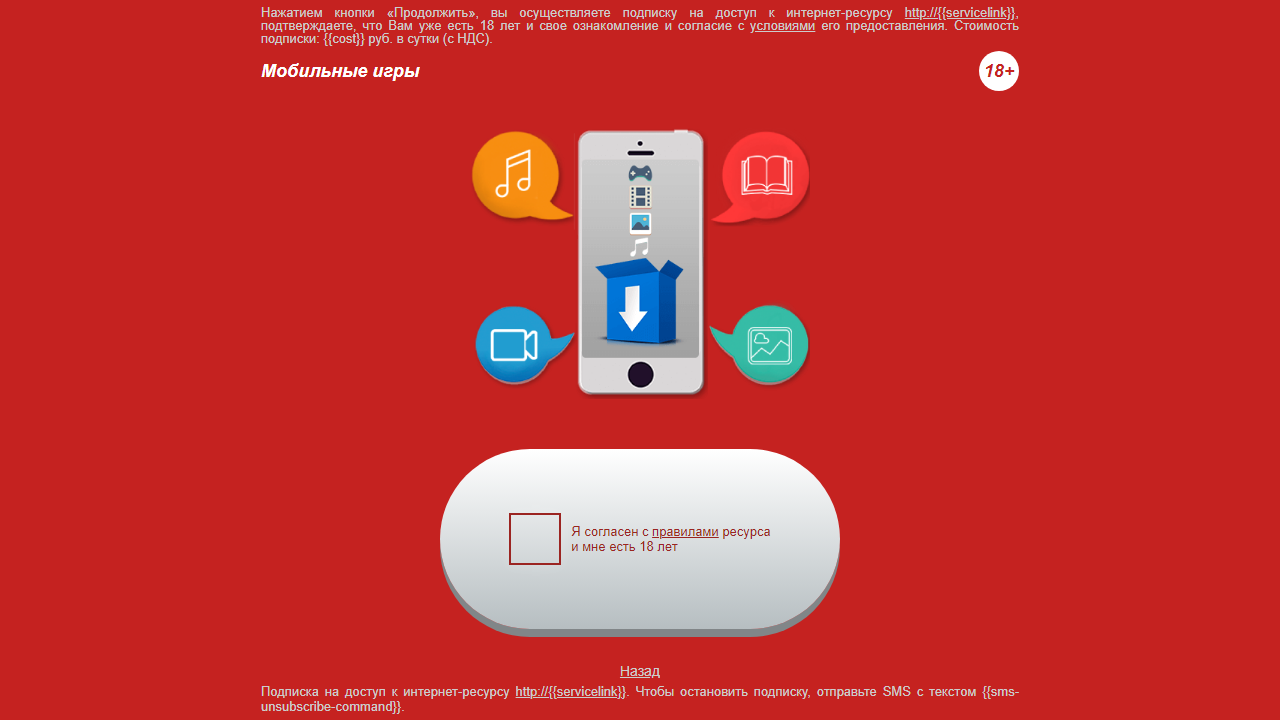 Нажатием кнопки «Продолжить», вы осуществляете подписку на доступ к интернет-ресурсу http://{{servicelink}},
подтверждаете, что Вам уже есть 18 лет и свое ознакомление и согласие с условиями его предоставления. Стоимость
подписки: {{cost}} руб. в сутки (с НДС).
Мобильные игры
18+
Я согласен с правилами ресурса
и мне есть 18 лет
Назад
Подписка на доступ к интернет-ресурсу http://{{servicelink}}. Чтобы остановить подписку, отправьте SMS с текстом {{sms-
unsubscribe-command}}.